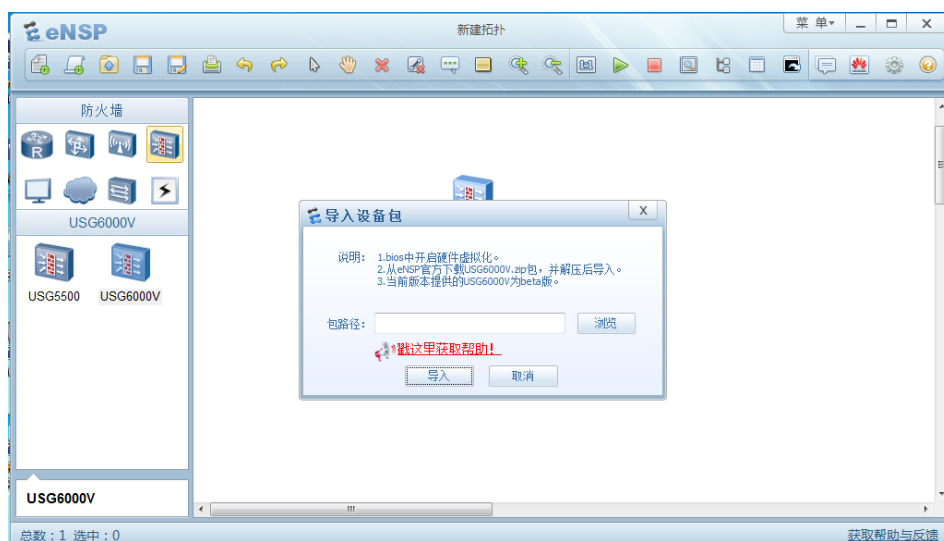 eNSP
新建拓扑
菜 单
防火墙
USG6000V
USG5500
USG6000V
导入设备包
X
说明：
1.bios中开启硬件虚拟化。
2.从eNSP官方下载USG6000V.zip包，并解压后导入。
3.当前版本提供的USG6000V为beta版。
包路径：
浏览
戳这里获取帮助！
导入
取消
USG6000V
总数：1 选中：0
获取帮助与反馈